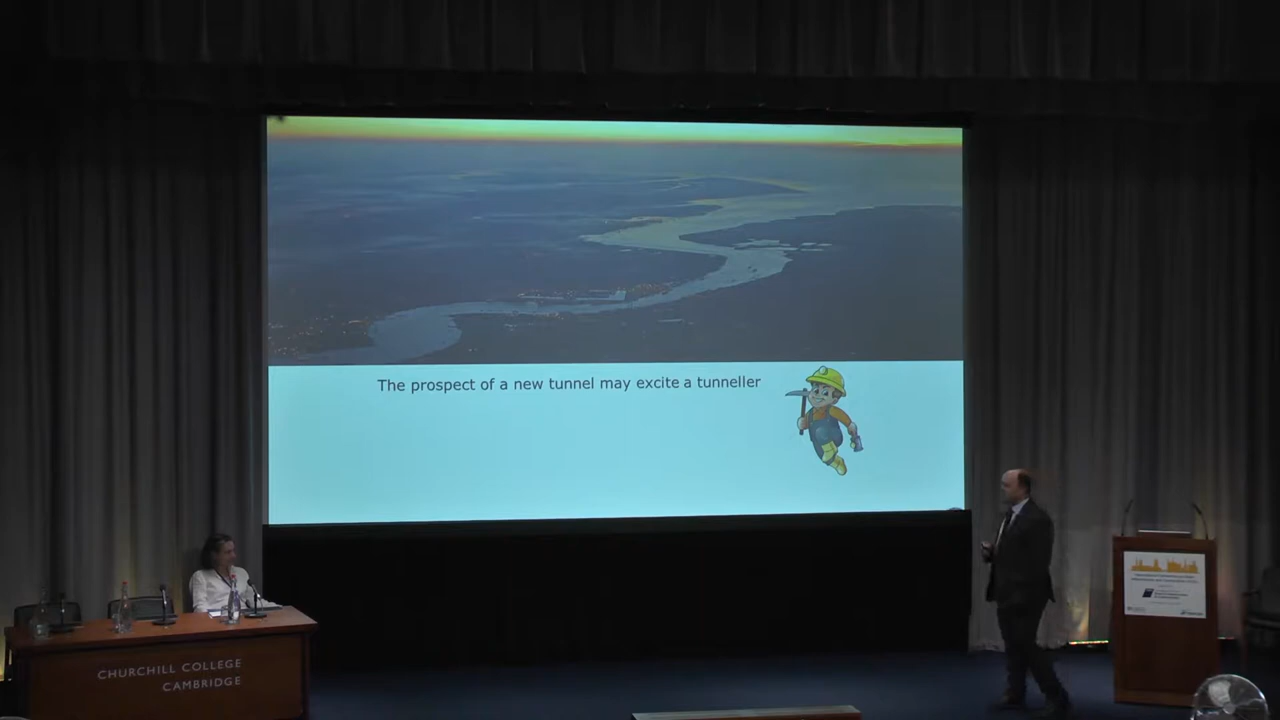 The prospect of a new tunnel may excite a tunneller
CHURCHILL COLLEGE
CAMBRIDGE